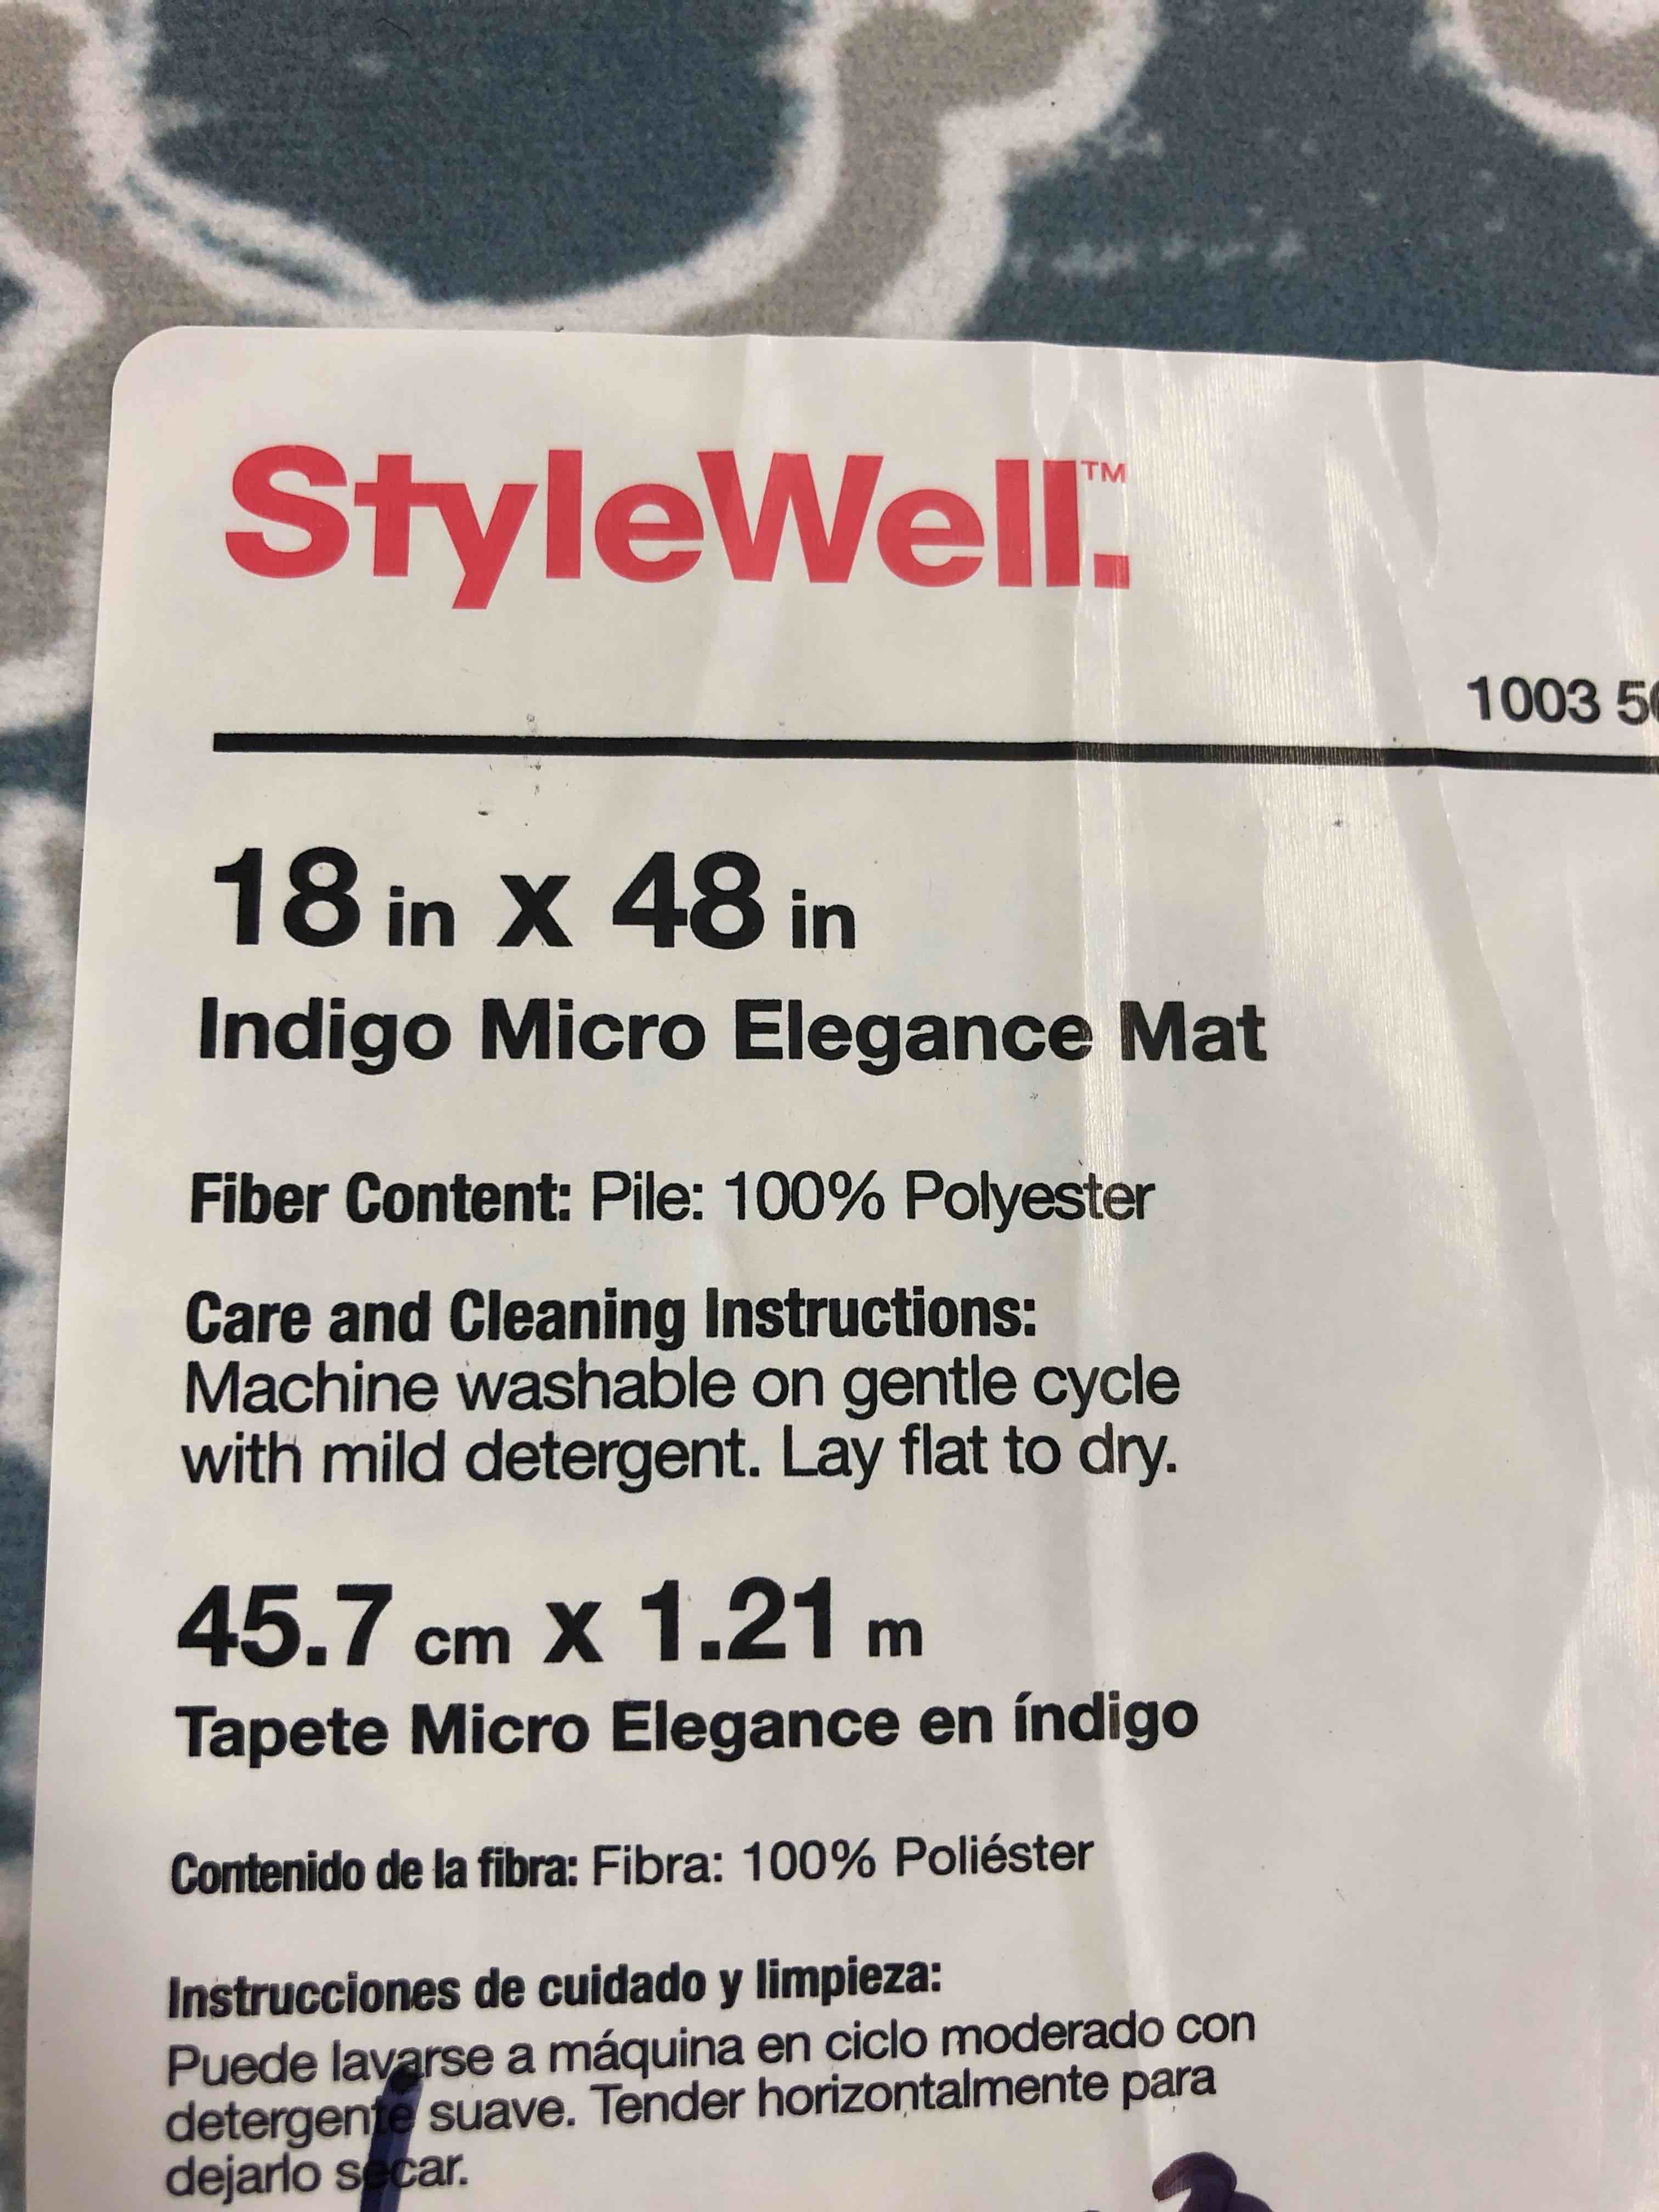 StyleWell.™
1003 5
18 in x 48 in
Indigo Micro Elegance Mat
Fiber Content: Pile: 100% Polyester
Care and Cleaning Instructions:
Machine washable on gentle cycle
with mild detergent. Lay flat to dry.
45.7 cm x 1.21 m
Tapete Micro Elegance en índigo
Contenido de la fibra: Fibra: 100% Poliéster
Instrucciones de cuidado y limpieza:
Puede lavarse a máquina en ciclo moderado con
detergente suave. Tender horizontalmente para
dejarlo secar.